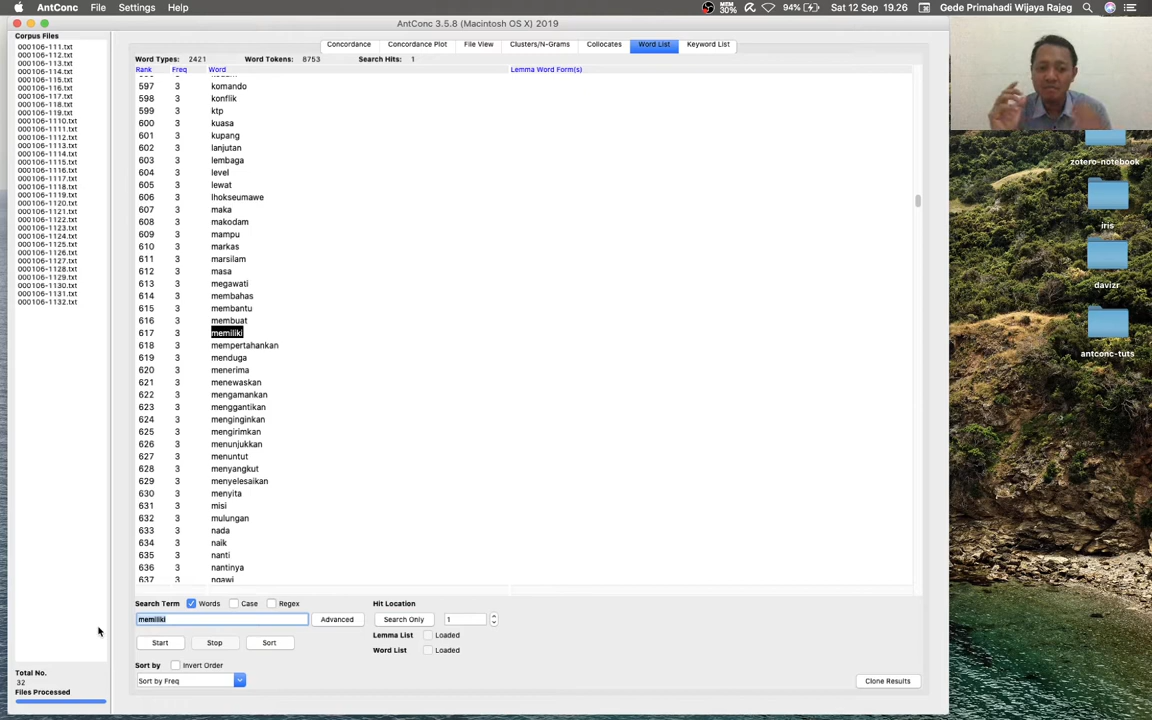 AntConc File Settings Help 94% Sat 12 Sep 19.26 Gede Primahadi Wijaya Rajeg
MEM
30%
AntConc 3.5.8 (Macintosh OS X) 2019
Corpus Files
000106-111.txt
000106-112.txt
000106-113.txt
000106-114.txt
000106-115.txt
000106-116.txt
000106-117.txt
000106-118.txt
000106-119.txt
000106-1110.txt
000106-1111.txt
000106-1112.txt
000106-1113.txt
000106-1114.txt
000106-1115.txt
000106-1116.txt
000106-1117.txt
000106-1118.txt
000106-1119.txt
000106-1120.txt
000106-1121.txt
000106-1122.txt
000106-1123.txt
000106-1124.txt
000106-1125.txt
000106-1126.txt
000106-1127.txt
000106-1128.txt
000106-1129.txt
000106-1130.txt
000106-1131.txt
000106-1132.txt
Total No.
32
Files Processed
Concordance Concordance Plot File View Clusters/N-Grams Collocates Word List Keyword List
Word Types: 2421 Word Tokens: 8753 Search Hits: 1
Rank Freq Word Lemma Word Form(s)
597 3 komando
598 3 konflik
599 3 ktp
600 3 kuasa
601 3 kupang
602 3 lanjutan
603 3 lembaga
604 3 level
605 3 lewat
606 3 lhokseumawe
607 3 maka
608 3 makodam
609 3 mampu
610 3 markas
611 3 marsilam
612 3 masa
613 3 megawati
614 3 membahas
615 3 membantu
616 3 membuat
617 3 memiliki
618 3 mempertahankan
619 3 menduga
620 3 menerima
621 3 menewaskan
622 3 mengamankan
623 3 menggantikan
624 3 menginginkan
625 3 mengirimkan
626 3 menunjukkan
627 3 menuntut
628 3 menyangkut
629 3 menyelesaikan
630 3 menyita
631 3 misi
632 3 mulungan
633 3 nada
634 3 naik
635 3 nanti
636 3 nantinya
637 3 ngawi
Search Term Words Case Regex Hit Location
memiliki Advanced Search Only 1
Start Stop Sort Lemma List Loaded
Word List Loaded
Sort by Invert Order
Sort by Freq Clone Results
zotero-notebook
iris
davizr
antconc-tuts